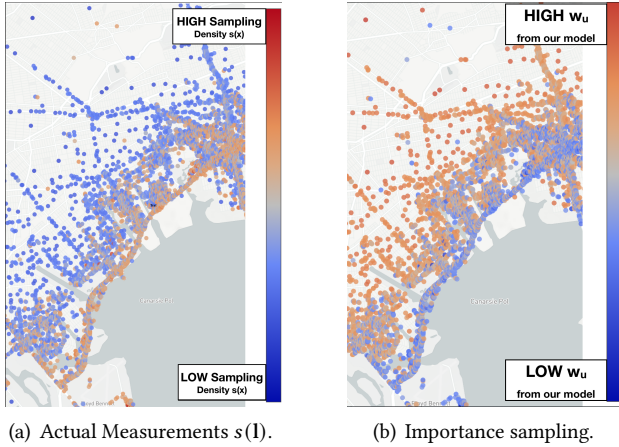 HIGH Sampling
Density s(x)
LOW Sampling
Density s(x)
(a) Actual Measurements s(l).
HIGH wu
from our model
LOW wu
from our model
(b) Importance sampling.